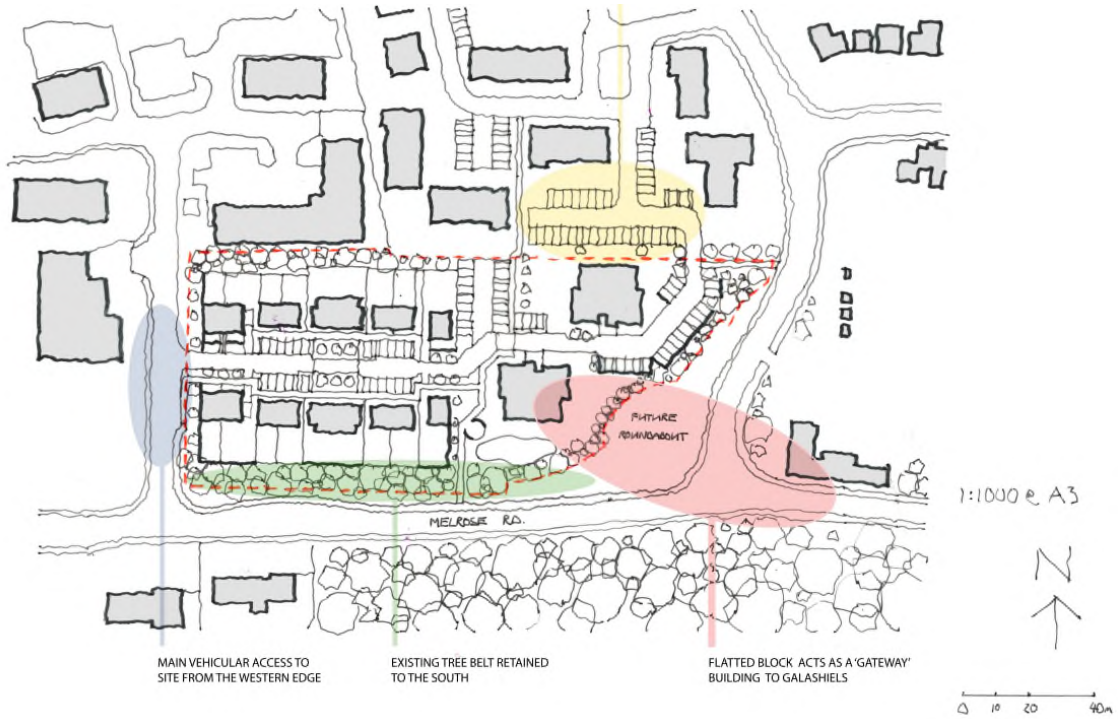 FUTURE
ROUNDABOUT
1:1000 @ A3
MELROSE RD.
N
MAIN VEHICULAR ACCESS TO
SITE FROM THE WESTERN EDGE
EXISTING TREE BELT RETAINED
TO THE SOUTH
FLATTED BLOCK ACTS AS A ‘GATEWAY’
BUILDING TO GALASHIELS
0 10 20 40m